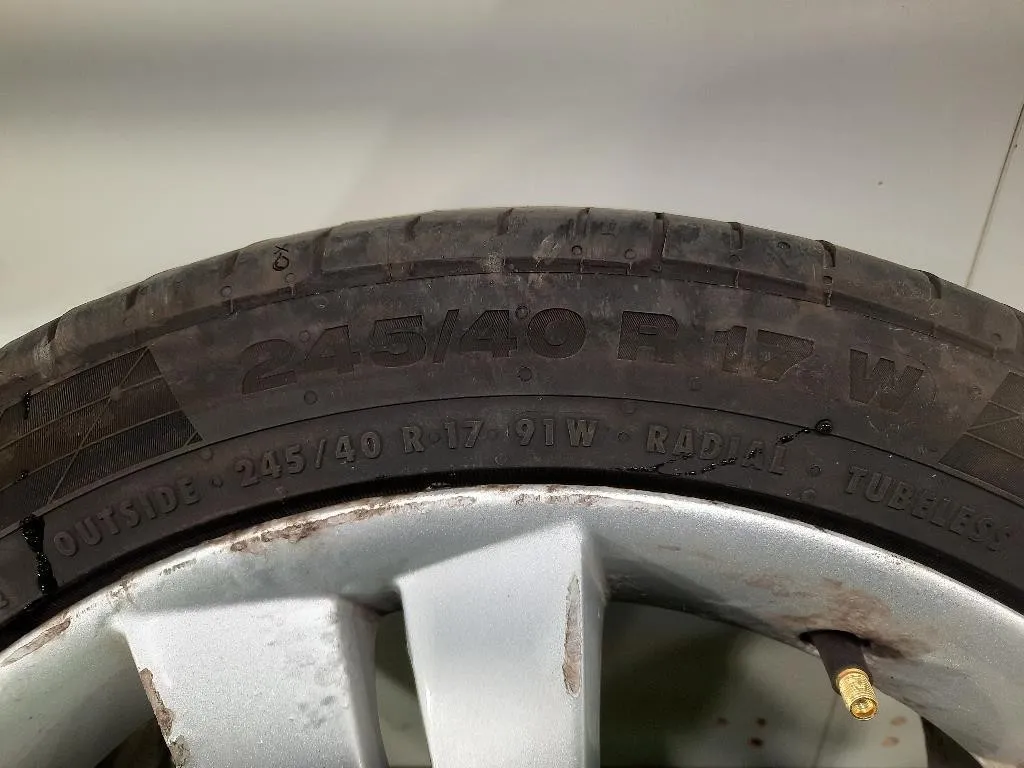 245/40 R 17 W
OUTSIDE · 245/40 R·17· 91W · RADIAL · TUBELESS